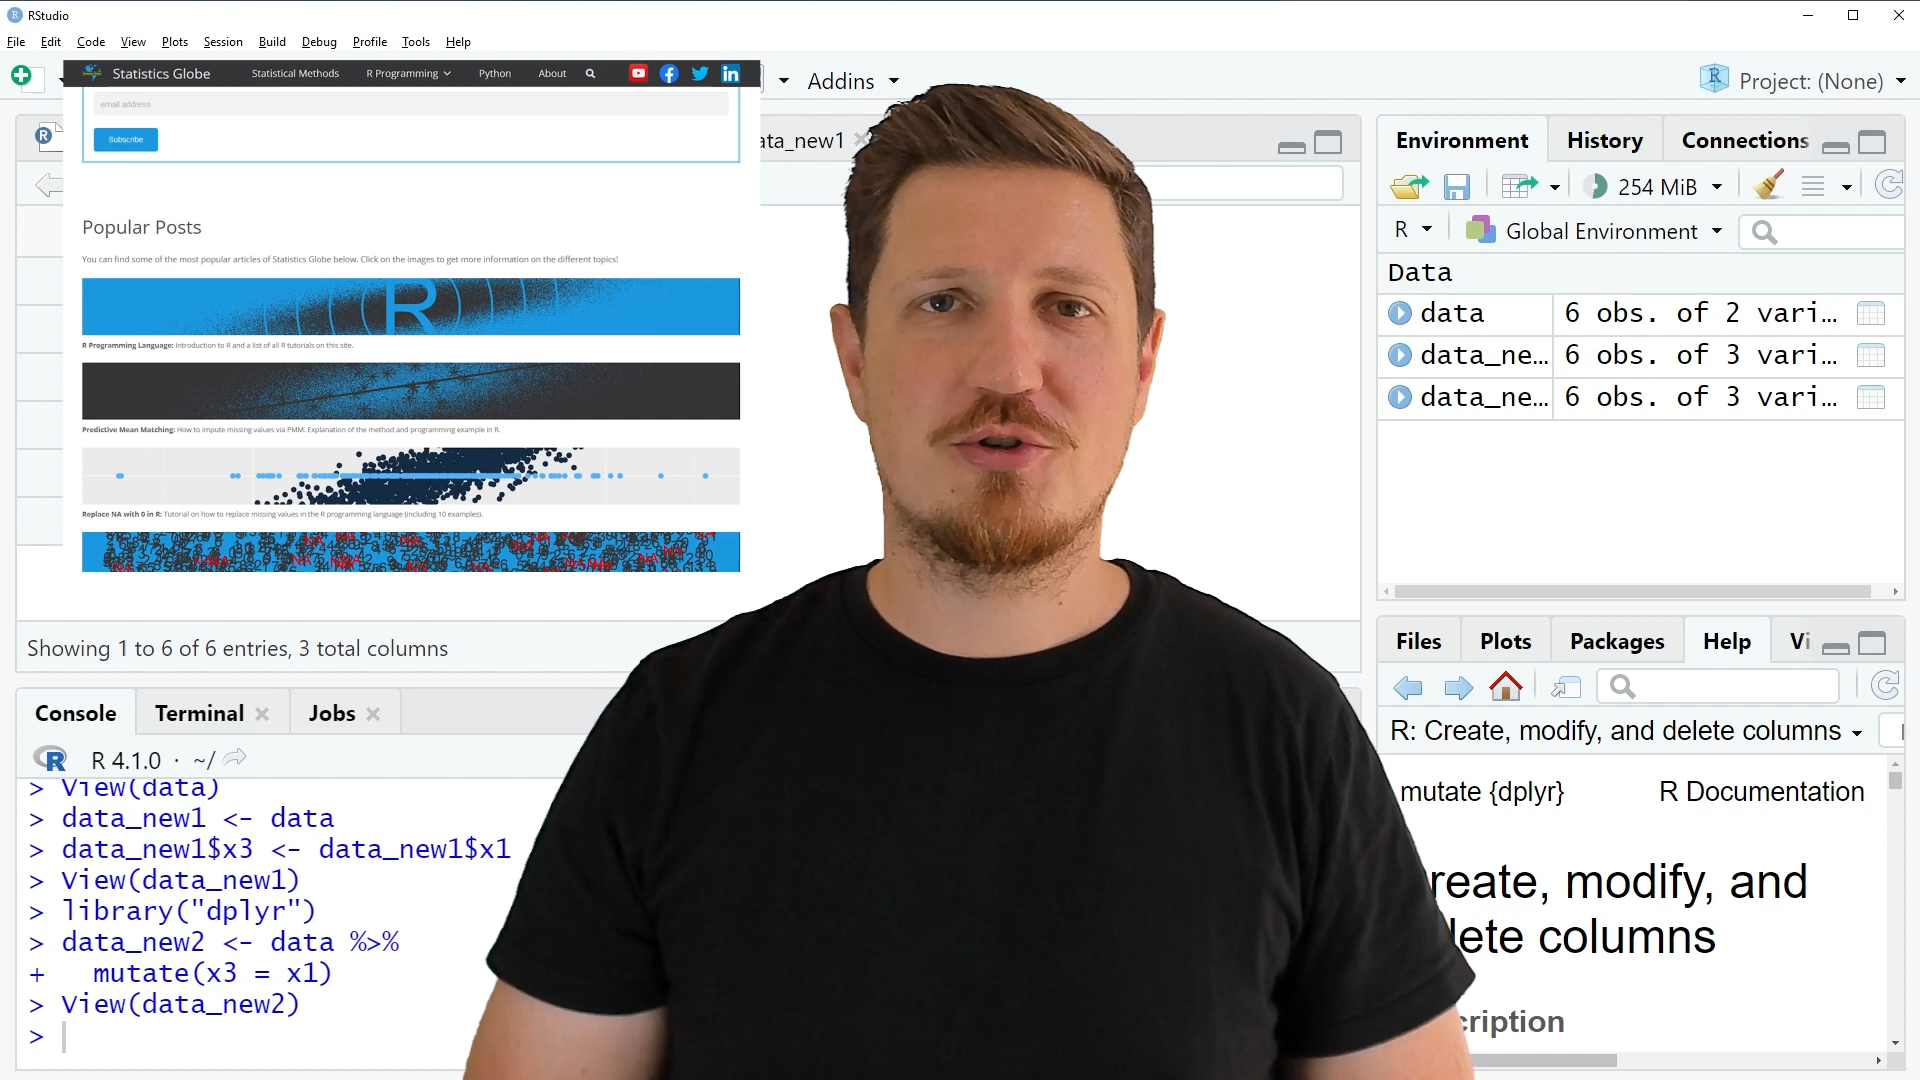 RStudio
File Edit Code View Plots Session Build Debug Profile Tools Help
Statistics Globe Statistical Methods R Programming Python About
Addins
Project: (None)
email address
Subscribe
ata_new1
Popular Posts
You can find some of the most popular articles of Statistics Globe below. Click on the images to get more information on the different topics!
R
R Programming Language: Introduction to R and a list of all R tutorials on this site.
Predictive Mean Matching: How to impute missing values via PMM. Explanation of the method and programming example in R.
Replace NA with 0 in R: Tutorial on how to replace missing values in the R programming language (including 10 examples).
Showing 1 to 6 of 6 entries, 3 total columns
Console Terminal Jobs
R 4.1.0 · ~/
> View(data)
> data_new1 <- data
> data_new1$x3 <- data_new1$x1
> View(data_new1)
> library("dplyr")
> data_new2 <- data %>%
+   mutate(x3 = x1)
> View(data_new2)
>
Environment History Connections
254 MiB
R Global Environment
Data
data 6 obs. of 2 vari…
data_ne… 6 obs. of 3 vari…
data_ne… 6 obs. of 3 vari…
Files Plots Packages Help Vi
R: Create, modify, and delete columns
mutate {dplyr} R Documentation
reate, modify, and
lete columns
cription